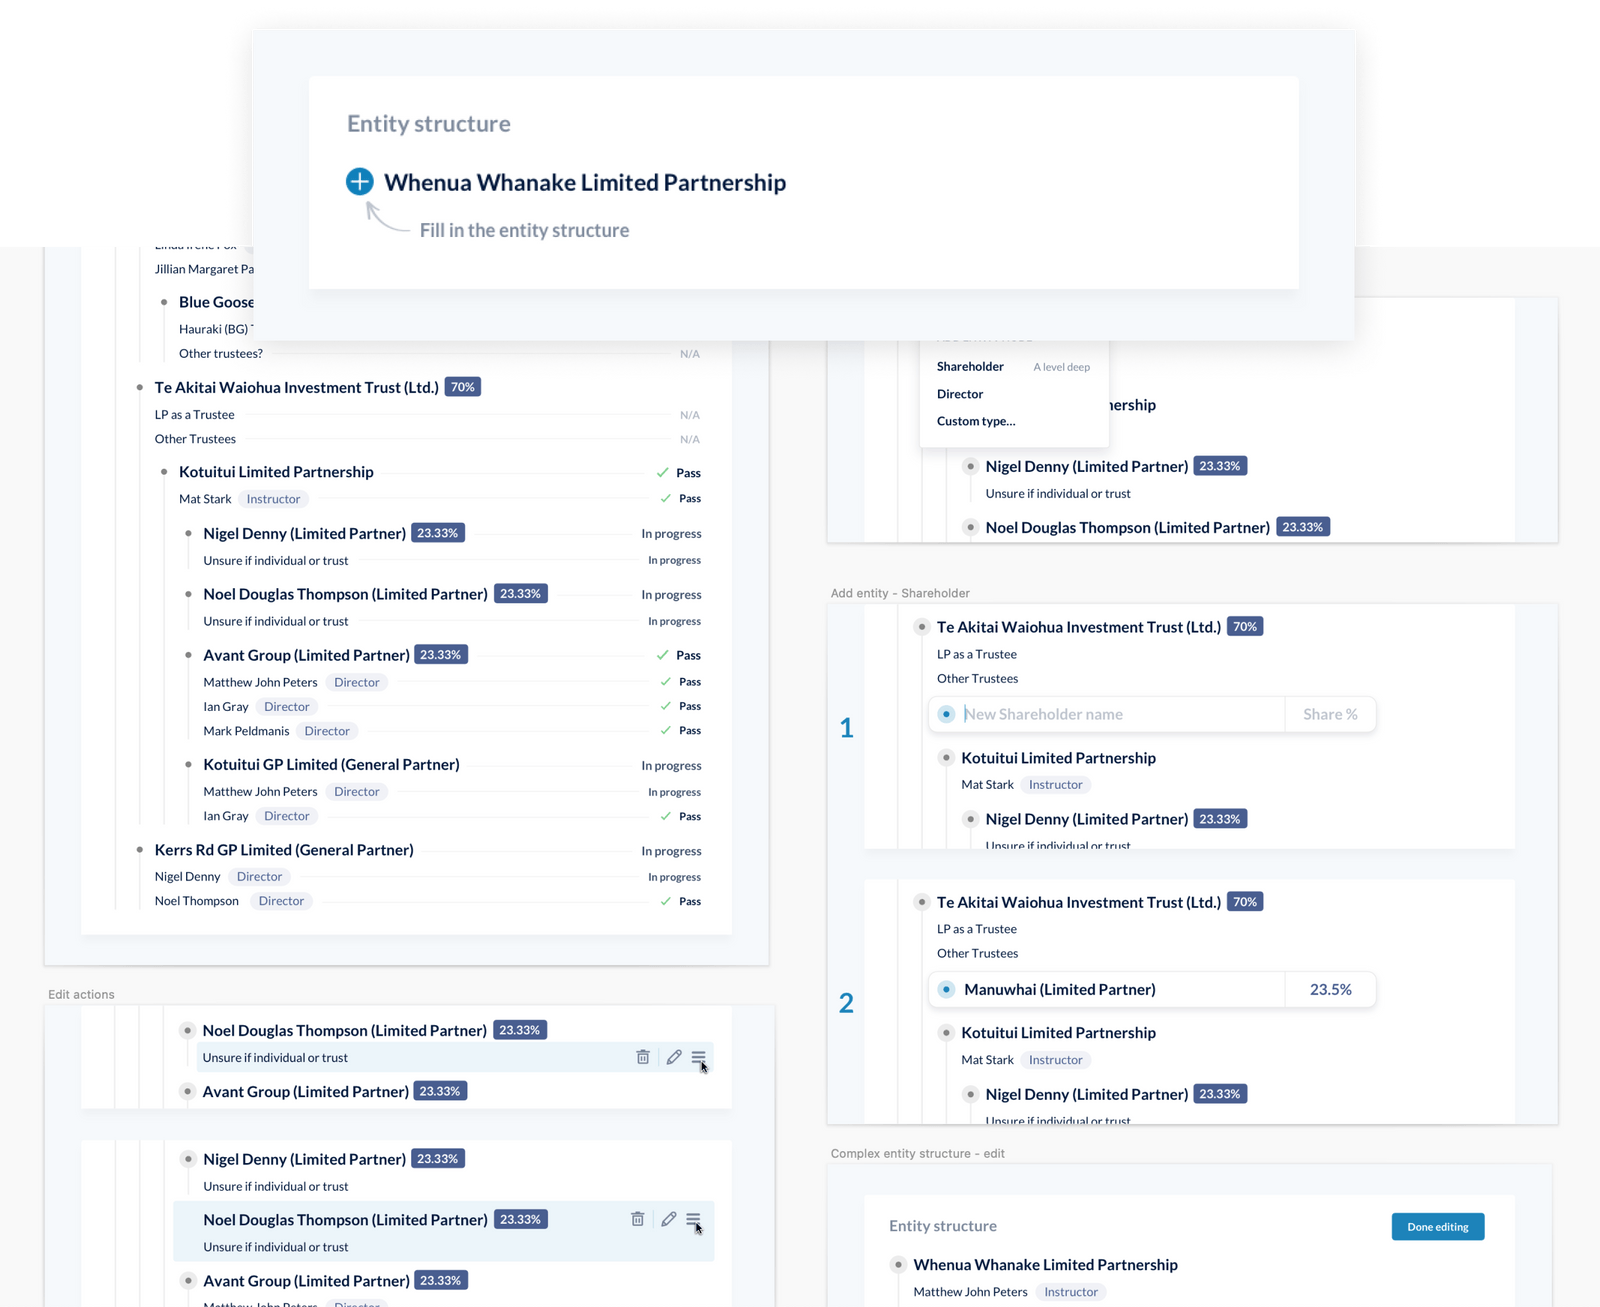 Entity structure
Whenua Whanake Limited Partnership
Fill in the entity structure
Jillian Margaret Pa
Blue Goose
Hauraki (BG)
Other trustees? N/A
Te Akitai Waiohua Investment Trust (Ltd.) 70%
LP as a Trustee N/A
Other Trustees N/A
Kotuitui Limited Partnership Pass
Mat Stark Instructor Pass
Nigel Denny (Limited Partner) 23.33% In progress
Unsure if individual or trust In progress
Noel Douglas Thompson (Limited Partner) 23.33% In progress
Unsure if individual or trust In progress
Avant Group (Limited Partner) 23.33% Pass
Matthew John Peters Director Pass
Ian Gray Director Pass
Mark Peldmanis Director Pass
Kotuitui GP Limited (General Partner) In progress
Matthew John Peters Director In progress
Ian Gray Director Pass
Kerrs Rd GP Limited (General Partner) In progress
Nigel Denny Director In progress
Noel Thompson Director Pass
Edit actions
Noel Douglas Thompson (Limited Partner) 23.33%
Unsure if individual or trust
Avant Group (Limited Partner) 23.33%
Nigel Denny (Limited Partner) 23.33%
Unsure if individual or trust
Noel Douglas Thompson (Limited Partner) 23.33%
Unsure if individual or trust
Avant Group (Limited Partner) 23.33%
Matthew John Peters Director
Shareholder A level deep
Director
Custom type...
nership
Nigel Denny (Limited Partner) 23.33%
Unsure if individual or trust
Noel Douglas Thompson (Limited Partner) 23.33%
Add entity - Shareholder
Te Akitai Waiohua Investment Trust (Ltd.) 70%
LP as a Trustee
Other Trustees
1
New Shareholder name Share %
Kotuitui Limited Partnership
Mat Stark Instructor
Nigel Denny (Limited Partner) 23.33%
Unsure if individual or trust
Te Akitai Waiohua Investment Trust (Ltd.) 70%
LP as a Trustee
Other Trustees
2
Manuwhai (Limited Partner) 23.5%
Kotuitui Limited Partnership
Mat Stark Instructor
Nigel Denny (Limited Partner) 23.33%
Unsure if individual or trust
Complex entity structure - edit
Entity structure Done editing
Whenua Whanake Limited Partnership
Matthew John Peters Instructor